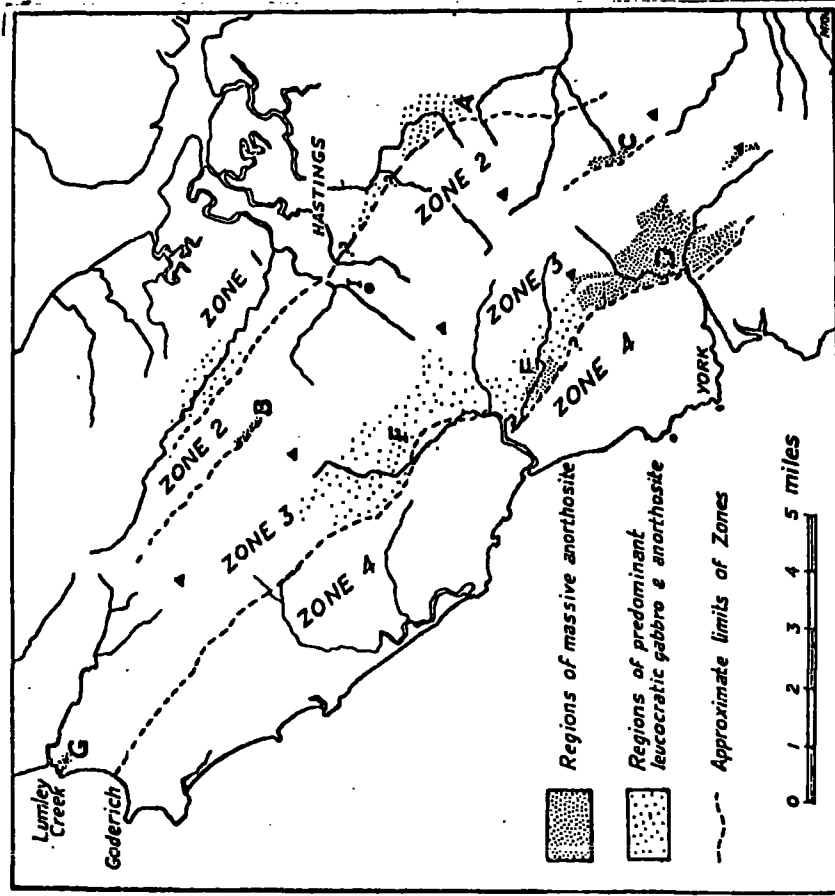 Lumley
Creek
G
Goderich
ZONE 1
ZONE 2
B
ZONE 3
ZONE 4
HASTINGS
?
A
ZONE 2
C
E
ZONE 3
F
?
D
ZONE 4
YORK
Regions of massive anorthosite
Regions of predominant
leucocratic gabbro & anorthosite
Approximate limits of Zones
0 1 2 3 4 5 miles